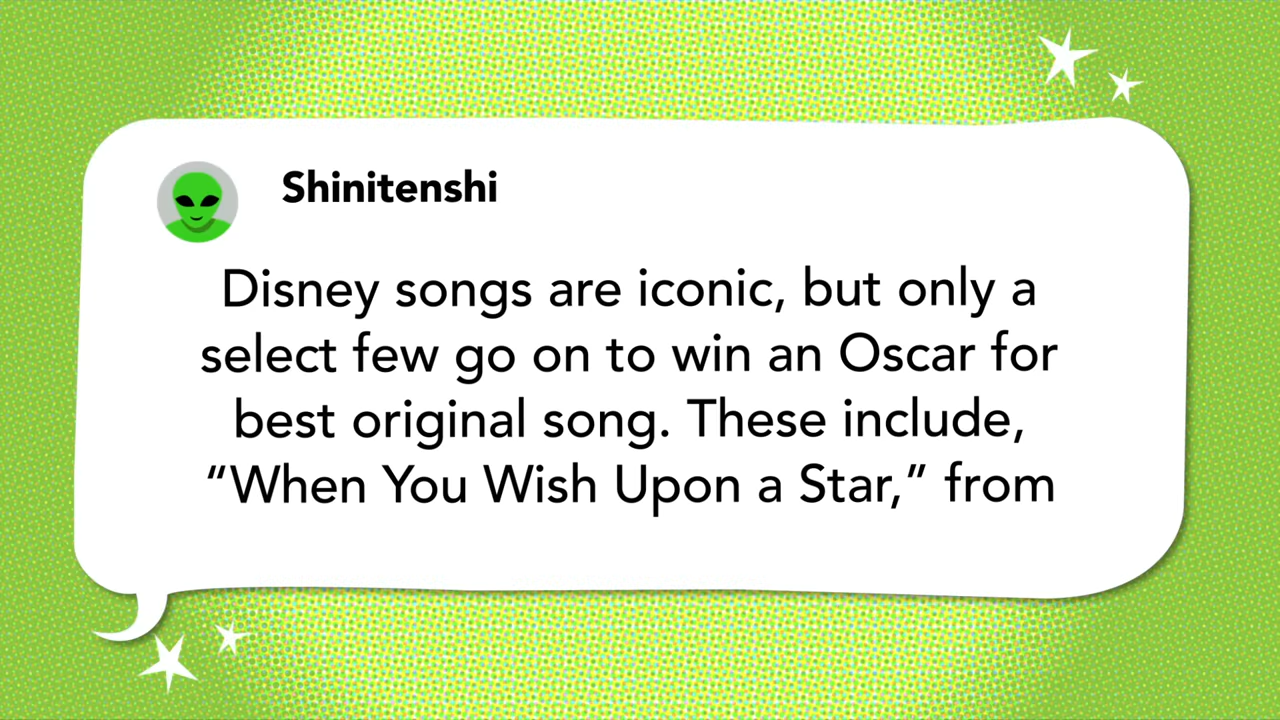 Shinitenshi
Disney songs are iconic, but only a
select few go on to win an Oscar for
best original song. These include,
“When You Wish Upon a Star,” from